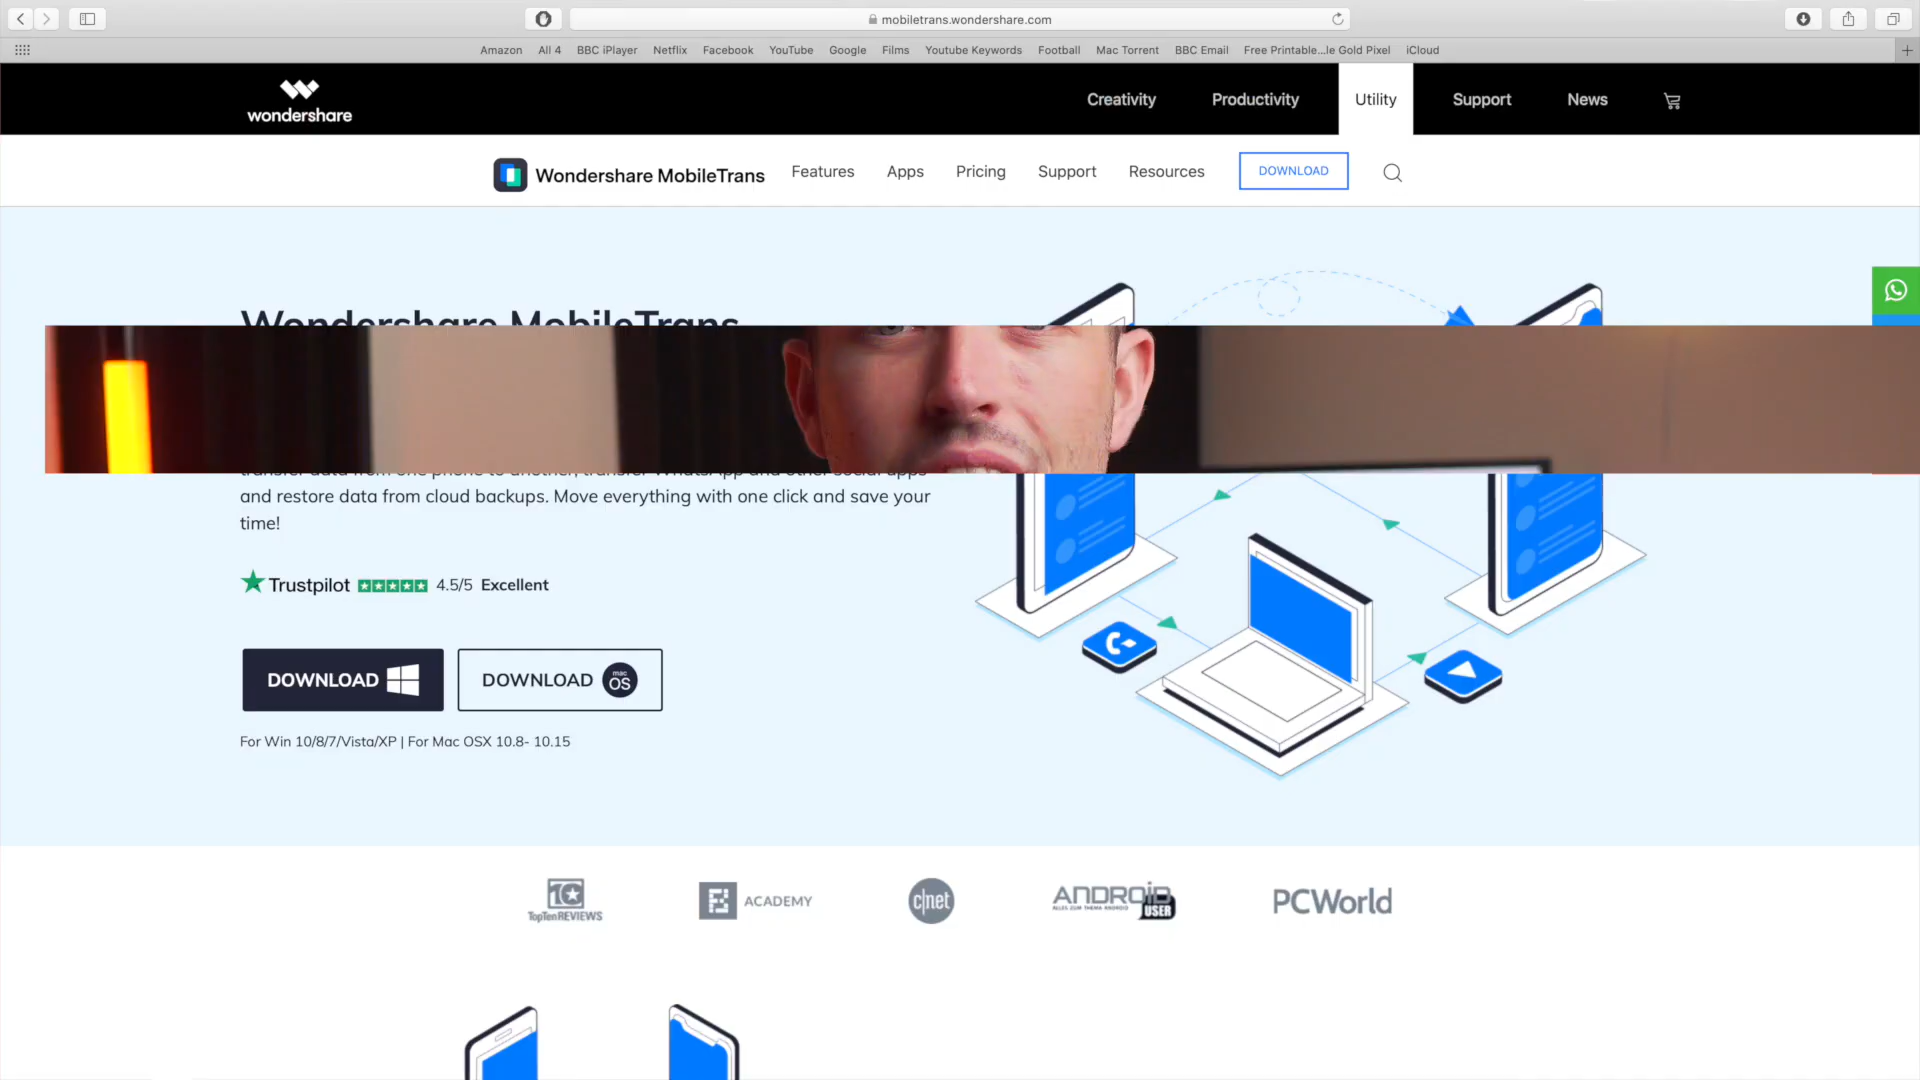 mobiletrans.wondershare.com
Amazon All 4 BBC iPlayer Netflix Facebook YouTube Google Films Youtube Keywords Football Mac Torrent BBC Email Free Printable...le Gold Pixel iCloud
wondershare Creativity Productivity Utility Support News
Wondershare MobileTrans Features Apps Pricing Support Resources DOWNLOAD
Wondershare MobileTrans
transfer data from one phone to another, transfer WhatsApp and other social apps
and restore data from cloud backups. Move everything with one click and save your
time!
Trustpilot 4.5/5 Excellent
DOWNLOAD DOWNLOAD mac OS
For Win 10/8/7/Vista/XP | For Mac OSX 10.8- 10.15
TopTenREVIEWS ACADEMY c|net ANDROID USER PCWorld
ALLES ZUM THEMA ANDROID